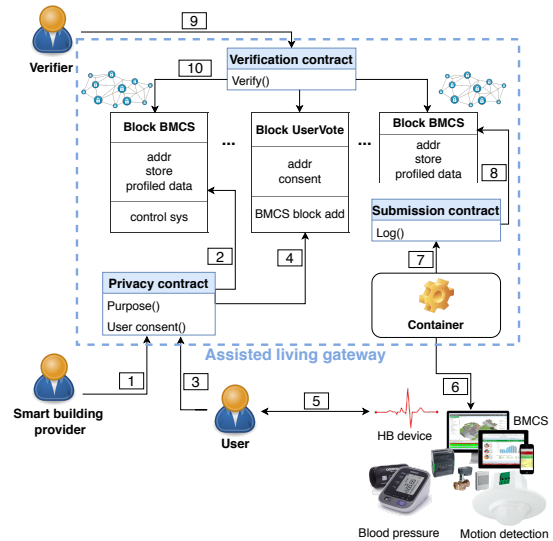 9
Verifier
Verification contract
Verify()
10
Block BMCS
addr
store
profiled data
control sys
...
Block UserVote
addr
consent
BMCS block add
...
Block BMCS
addr
store
profiled data
8
Submission contract
Log()
2
4
7
Privacy contract
Purpose()
User consent()
Container
Assisted living gateway
1
3
6
Smart building
provider
User
5
HB device
BMCS
Blood pressure
Motion detection